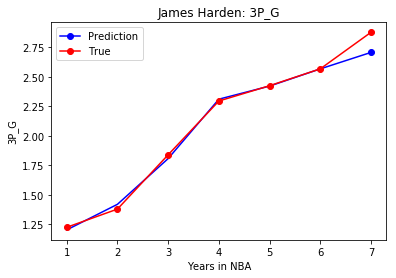 James Harden: 3P_G
Prediction
True
3P_G
2.75
2.50
2.25
2.00
1.75
1.50
1.25
1 2 3 4 5 6 7
Years in NBA